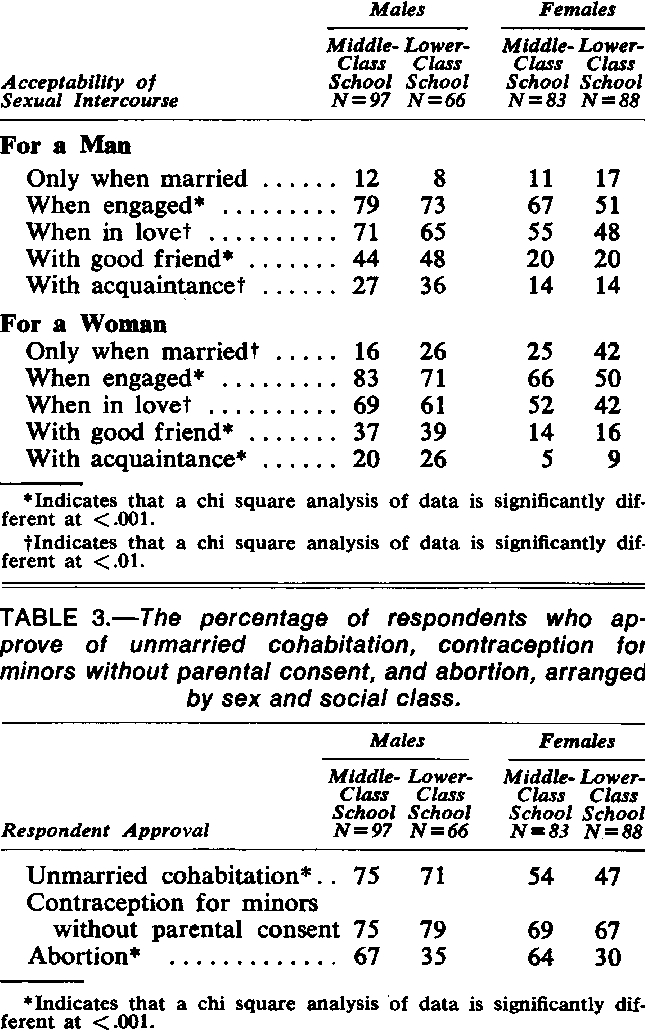 Males Females
Middle- Lower- Middle- Lower-
Class Class Class Class
Acceptability of School School School School
Sexual Intercourse N=97 N=66 N=83 N=88
For a Man
Only when married ...... 12 8 11 17
When engaged* ......... 79 73 67 51
When in love† .......... 71 65 55 48
With good friend* ....... 44 48 20 20
With acquaintance† ...... 27 36 14 14
For a Woman
Only when married† ..... 16 26 25 42
When engaged* ......... 83 71 66 50
When in love† .......... 69 61 52 42
With good friend* ....... 37 39 14 16
With acquaintance* ...... 20 26 5 9
*Indicates that a chi square analysis of data is significantly dif-
ferent at <.001.
†Indicates that a chi square analysis of data is significantly dif-
ferent at <.01.
TABLE 3.—The percentage of respondents who ap-
prove of unmarried cohabitation, contraception for
minors without parental consent, and abortion, arranged
by sex and social class.
Males Females
Middle- Lower- Middle- Lower-
Class Class Class Class
School School School School
Respondent Approval N=97 N=66 N=83 N=88
Unmarried cohabitation*.. 75 71 54 47
Contraception for minors
without parental consent 75 79 69 67
Abortion* ............. 67 35 64 30
*Indicates that a chi square analysis of data is significantly dif-
ferent at <.001.